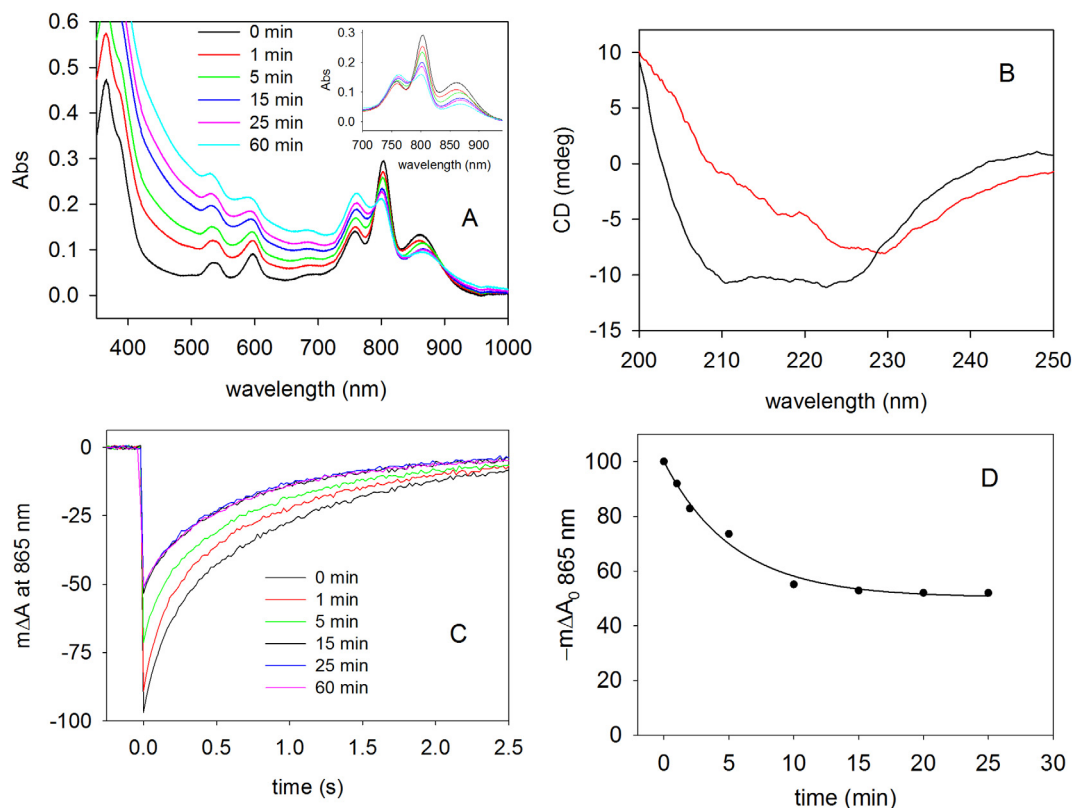 0.6
0.5
0.4
0.3
0.2
0.1
0.0
Abs
0 min
1 min
5 min
15 min
25 min
60 min
0.3
0.2
0.1
0.0
Abs
700 750 800 850 900
wavelength (nm)
A
400 500 600 700 800 900 1000
wavelength (nm)
10
5
0
-5
-10
-15
CD (mdeg)
B
200 210 220 230 240 250
wavelength (nm)
0
-25
-50
-75
-100
m∆A at 865 nm
0 min
1 min
5 min
15 min
25 min
60 min
C
0.0 0.5 1.0 1.5 2.0 2.5
time (s)
100
80
60
40
20
0
−m∆A₀ 865 nm
D
0 5 10 15 20 25 30
time (min)